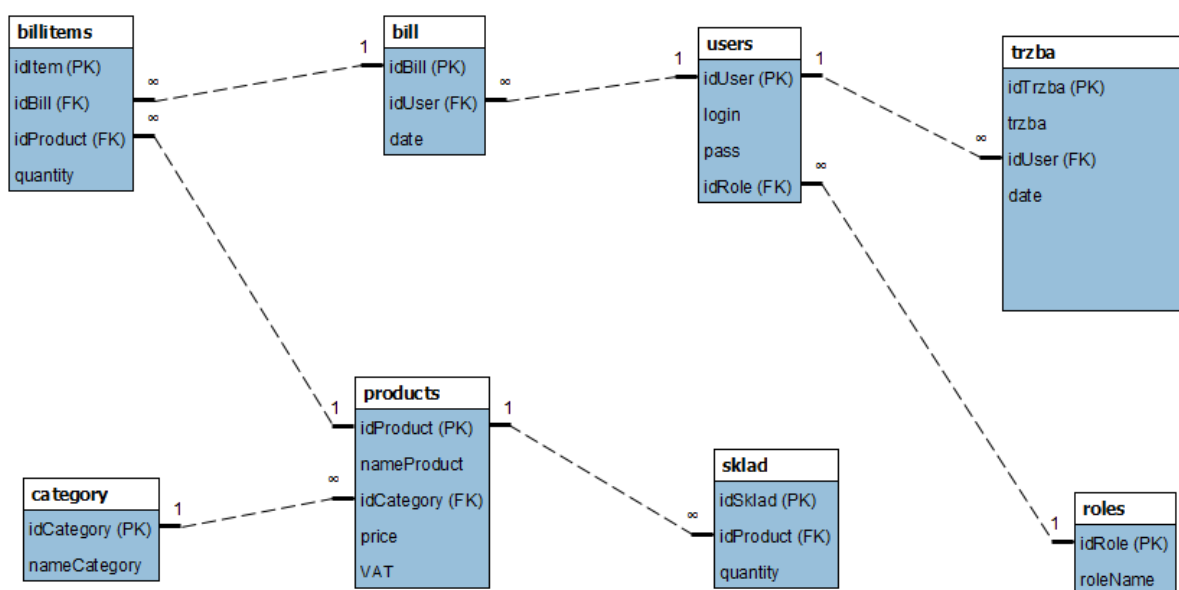 billitems
idItem (PK)
idBill (FK)
idProduct (FK)
quantity
1
∞
∞
bill
idBill (PK)
idUser (FK)
date
1
∞
users
idUser (PK)
login
pass
idRole (FK)
1
∞
∞
trzba
idTrzba (PK)
trzba
idUser (FK)
date
category
idCategory (PK)
nameCategory
1
∞
1
products
idProduct (PK)
nameProduct
idCategory (FK)
price
VAT
1
∞
sklad
idSklad (PK)
idProduct (FK)
quantity
1
roles
idRole (PK)
roleName